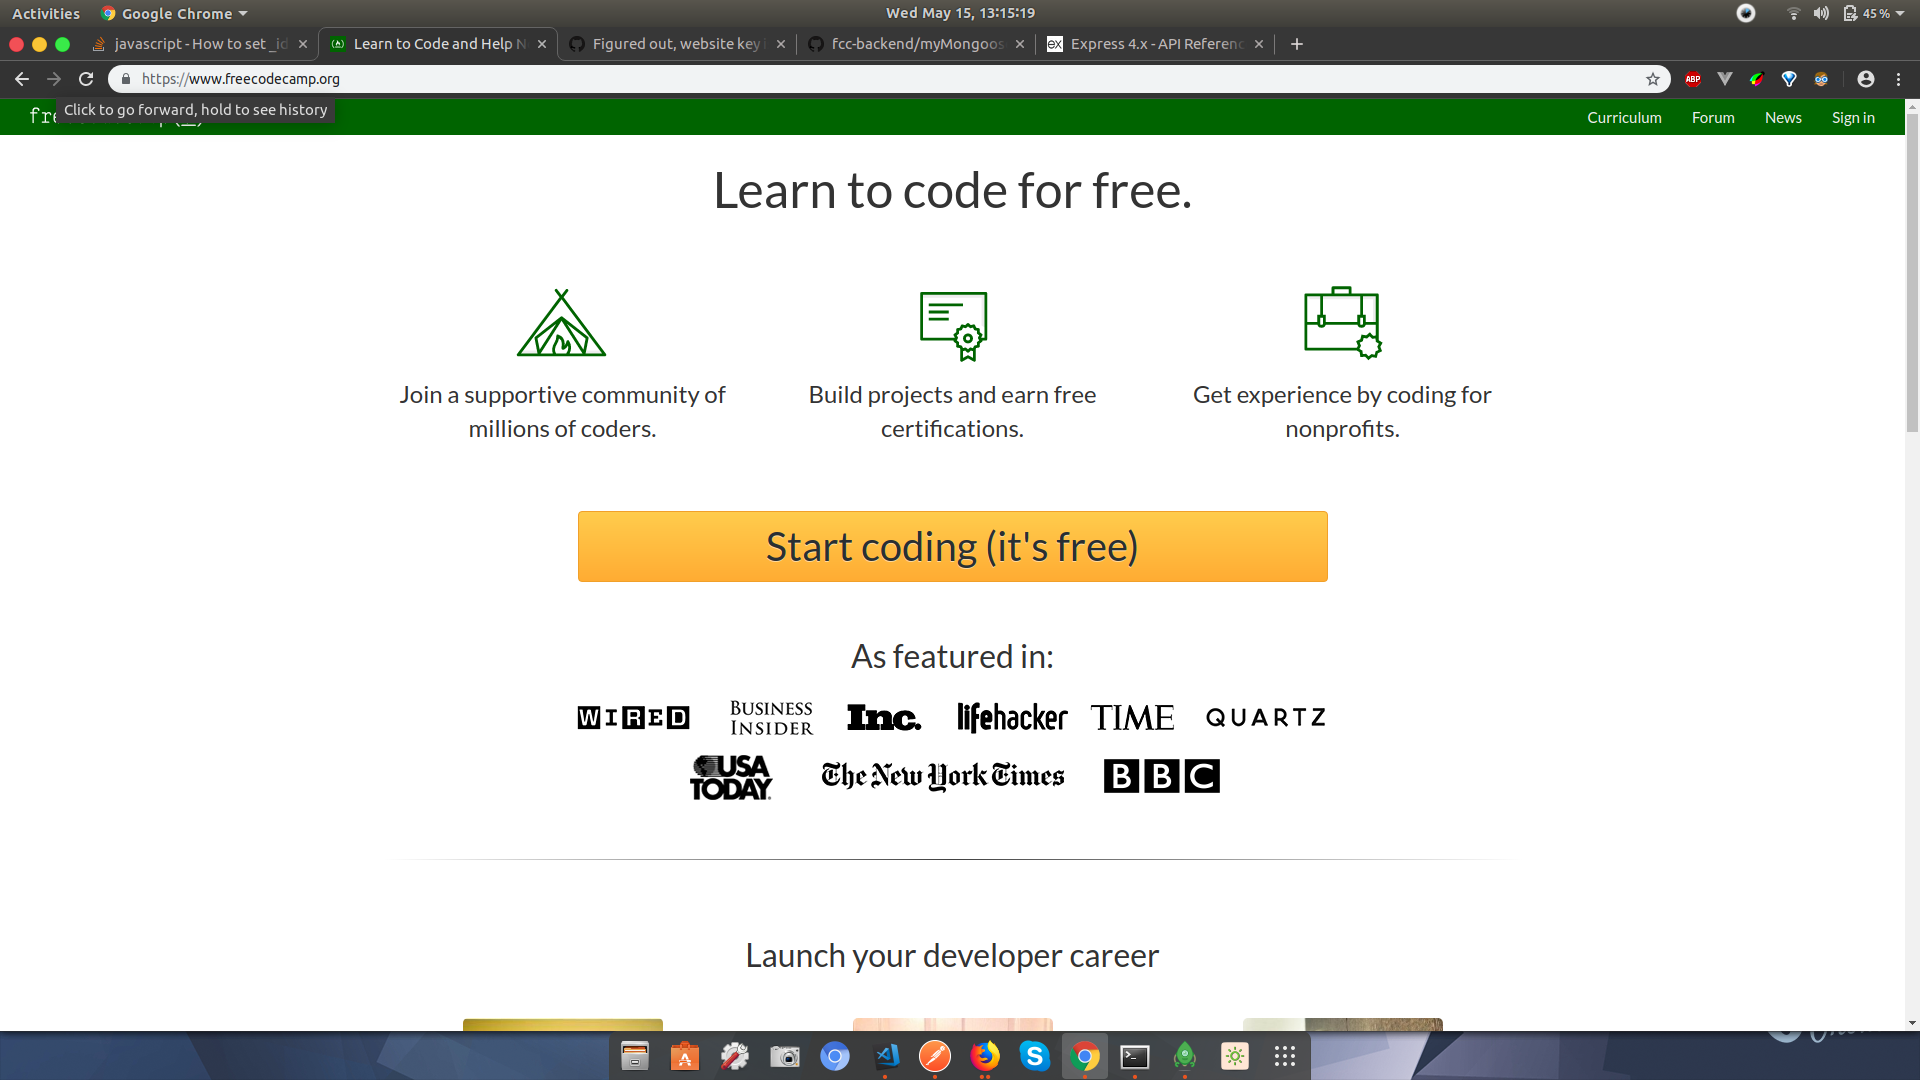 Activities Google Chrome Wed May 15, 13:15:19 45 %
javascript - How to set _id Learn to Code and Help N Figured out, website key i fcc-backend/myMongoos Express 4.x - API Referenc
https://www.freecodecamp.org ABP
Click to go forward, hold to see history
Curriculum Forum News Sign in
Learn to code for free.
Join a supportive community of
millions of coders.
Build projects and earn free
certifications.
Get experience by coding for
nonprofits.
Start coding (it's free)
As featured in:
WIRED BUSINESS INSIDER Inc. lifehacker TIME QUARTZ
USA TODAY The New York Times BBC
Launch your developer career